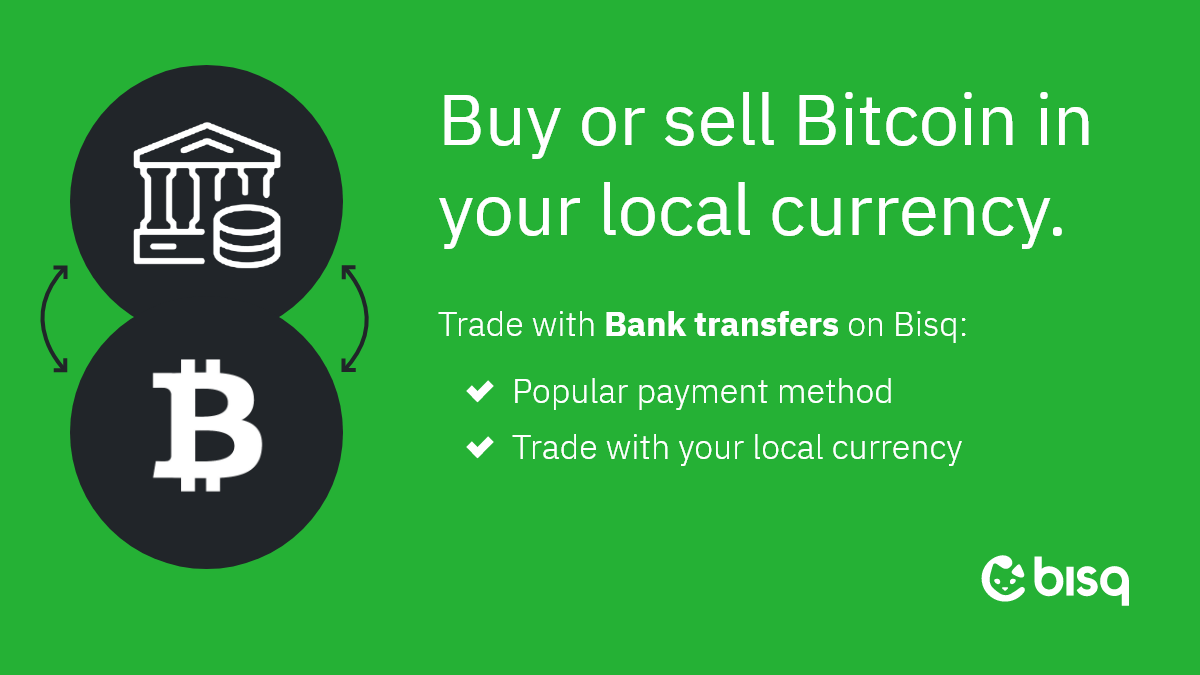 Buy or sell Bitcoin in
your local currency.
Trade with Bank transfers on Bisq:
Popular payment method
Trade with your local currency
bisq